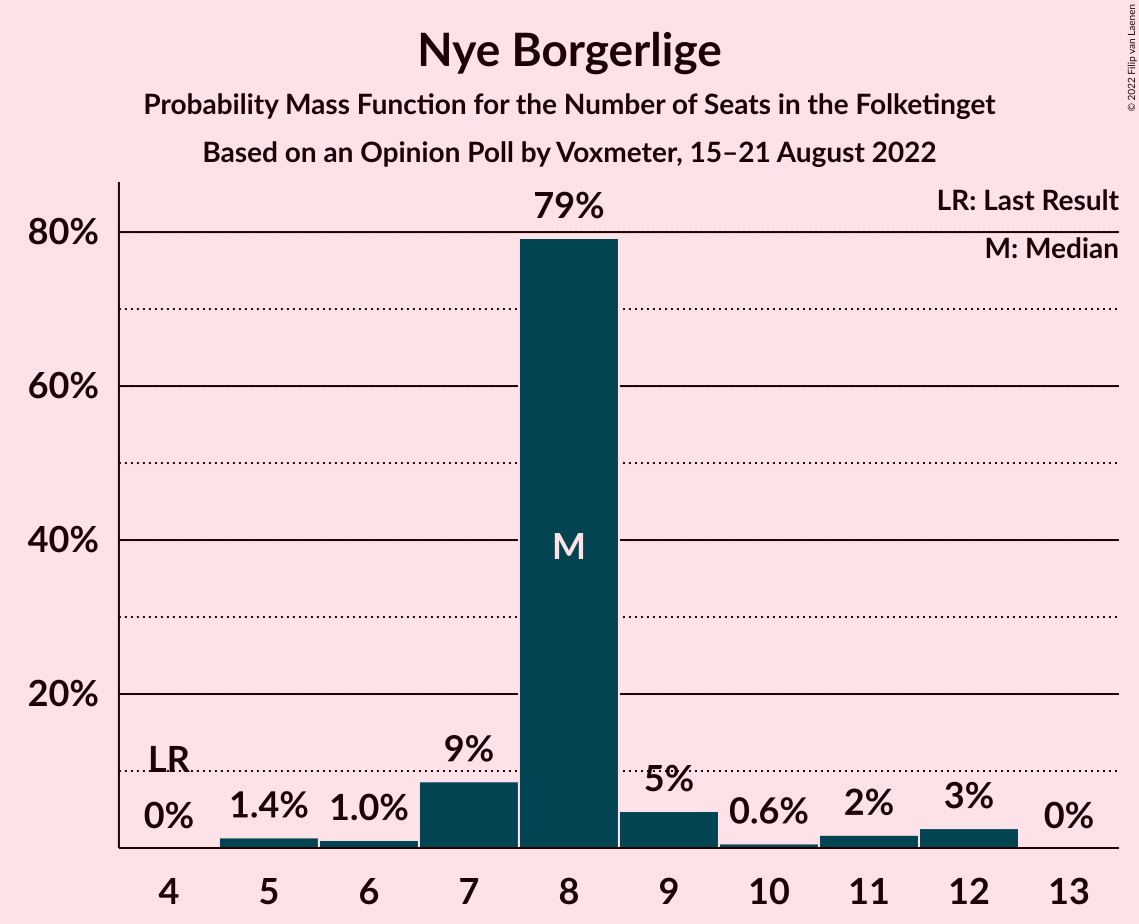 Nye Borgerlige
Probability Mass Function for the Number of Seats in the Folketinget
Based on an Opinion Poll by Voxmeter, 15–21 August 2022
© 2022 Filip van Laenen
LR: Last Result
M: Median
80%
60%
40%
20%
79%
M
LR
0%
1.4%
1.0%
9%
5%
0.6%
2%
3%
0%
4 5 6 7 8 9 10 11 12 13